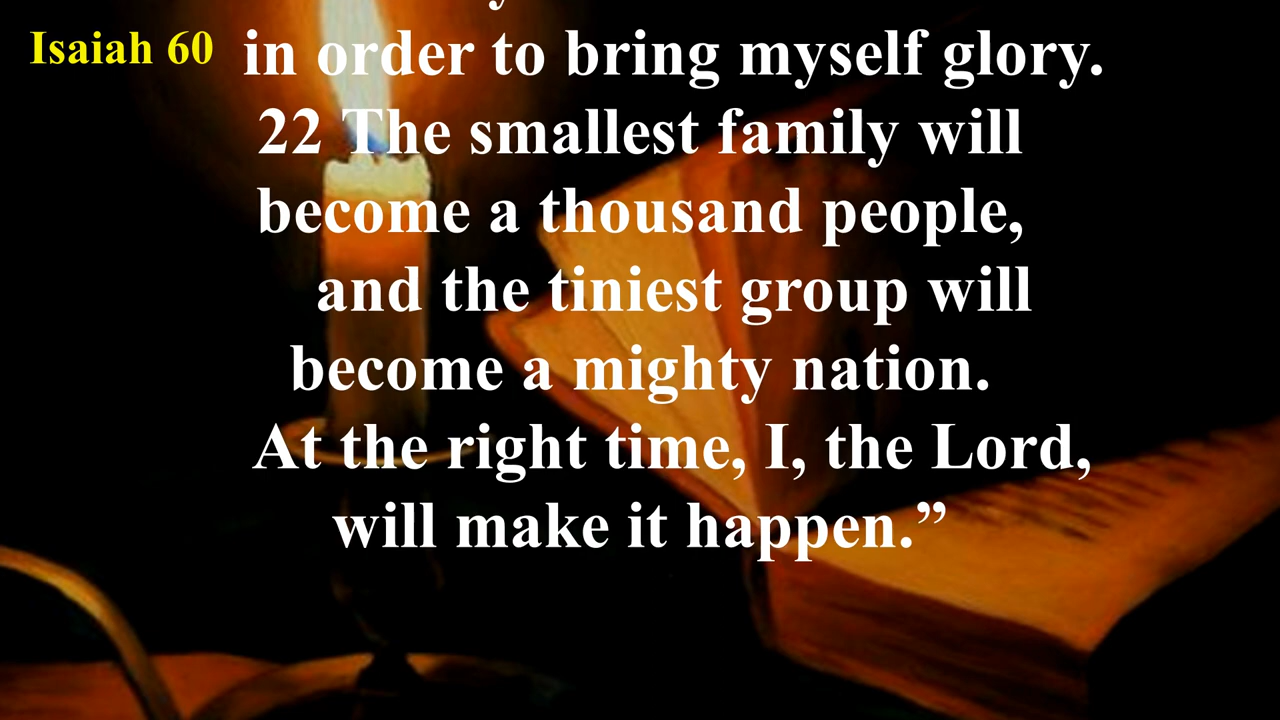 Isaiah 60
in order to bring myself glory.
22 The smallest family will
become a thousand people,
and the tiniest group will
become a mighty nation.
At the right time, I, the Lord,
will make it happen.”